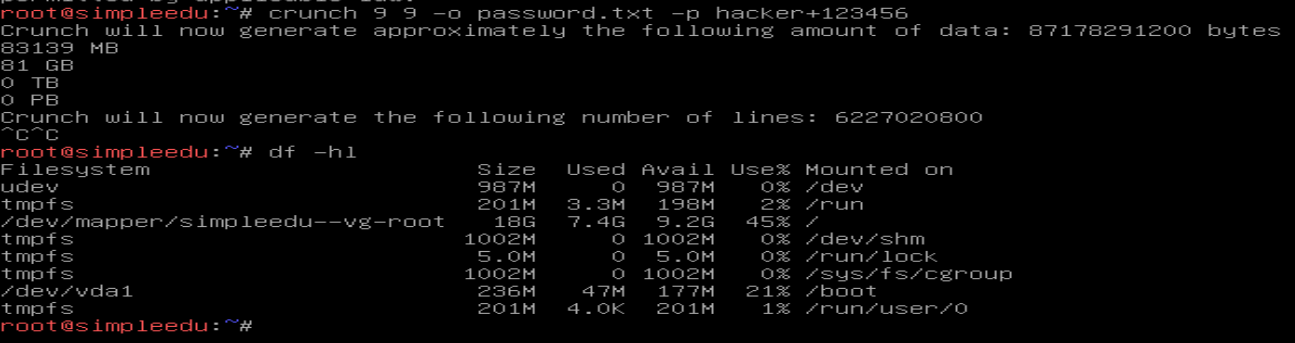 root@simpleedu:~# crunch 9 9 -o password.txt -p hacker+123456
Crunch will now generate approximately the following amount of data: 87178291200 bytes
83139 MB
81 GB
0 TB
0 PB
Crunch will now generate the following number of lines: 6227020800
^C^C
root@simpleedu:~# df -hl
Filesystem Size Used Avail Use% Mounted on
udev 987M 0 987M 0% /dev
tmpfs 201M 3.3M 198M 2% /run
/dev/mapper/simpleedu--vg-root 18G 7.4G 9.2G 45% /
tmpfs 1002M 0 1002M 0% /dev/shm
tmpfs 5.0M 0 5.0M 0% /run/lock
tmpfs 1002M 0 1002M 0% /sys/fs/cgroup
/dev/vda1 236M 47M 177M 21% /boot
tmpfs 201M 4.0K 201M 1% /run/user/0
root@simpleedu:~#